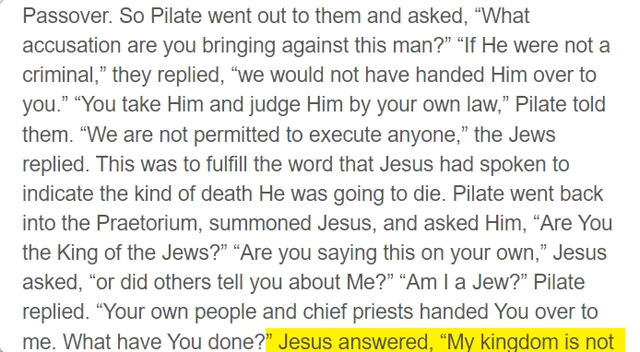 Passover. So Pilate went out to them and asked, “What
accusation are you bringing against this man?” “If He were not a
criminal,” they replied, “we would not have handed Him over to
you.” “You take Him and judge Him by your own law,” Pilate told
them. “We are not permitted to execute anyone,” the Jews
replied. This was to fulfill the word that Jesus had spoken to
indicate the kind of death He was going to die. Pilate went back
into the Praetorium, summoned Jesus, and asked Him, “Are You
the King of the Jews?” “Are you saying this on your own,” Jesus
asked, “or did others tell you about Me?” “Am I a Jew?” Pilate
replied. “Your own people and chief priests handed You over to
me. What have You done?” Jesus answered, “My kingdom is not